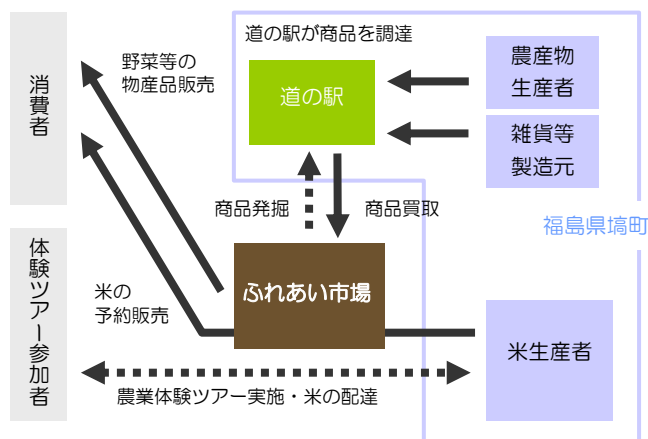 道の駅が商品を調達
消費者
野菜等の
物産品販売
道の駅
農産物
生産者
雑貨等
製造元
商品発掘
商品買取
福島県塙町
体験ツアー参加者
米の
予約販売
ふれあい市場
米生産者
農業体験ツアー実施・米の配達